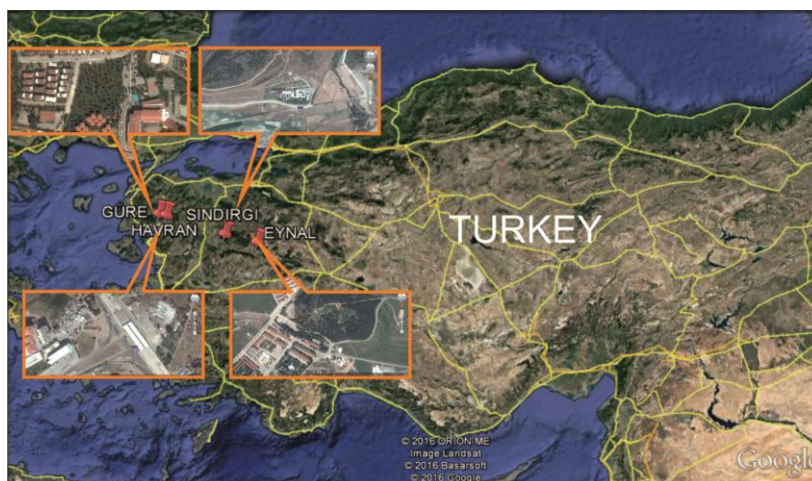 GÜRE
SINDIRGI
HAVRAN
EYNAL
TURKEY
© 2016 ORION-ME
Image Landsat
© 2016 Basarsoft
© 2016 Google
Google